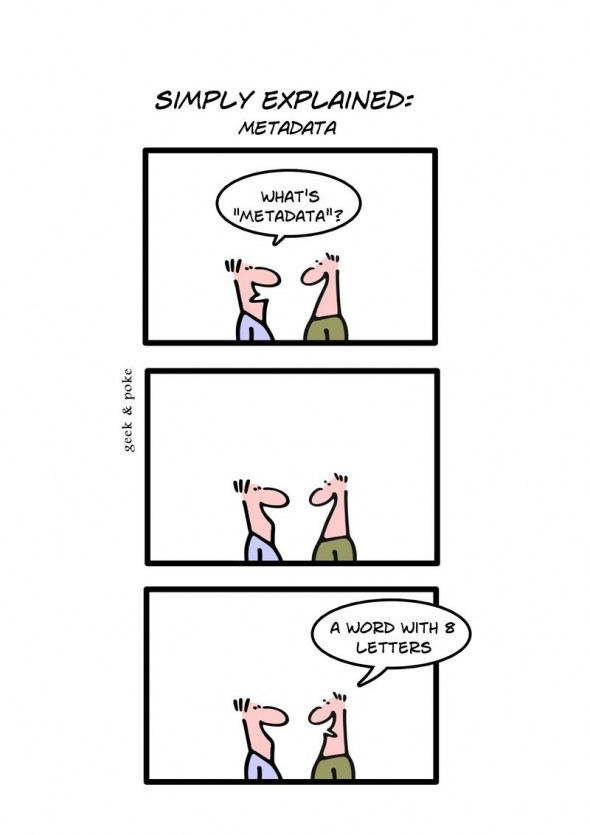 SIMPLY EXPLAINED:
METADATA
WHAT'S
"METADATA"?
geek & poke
A WORD WITH 8
LETTERS